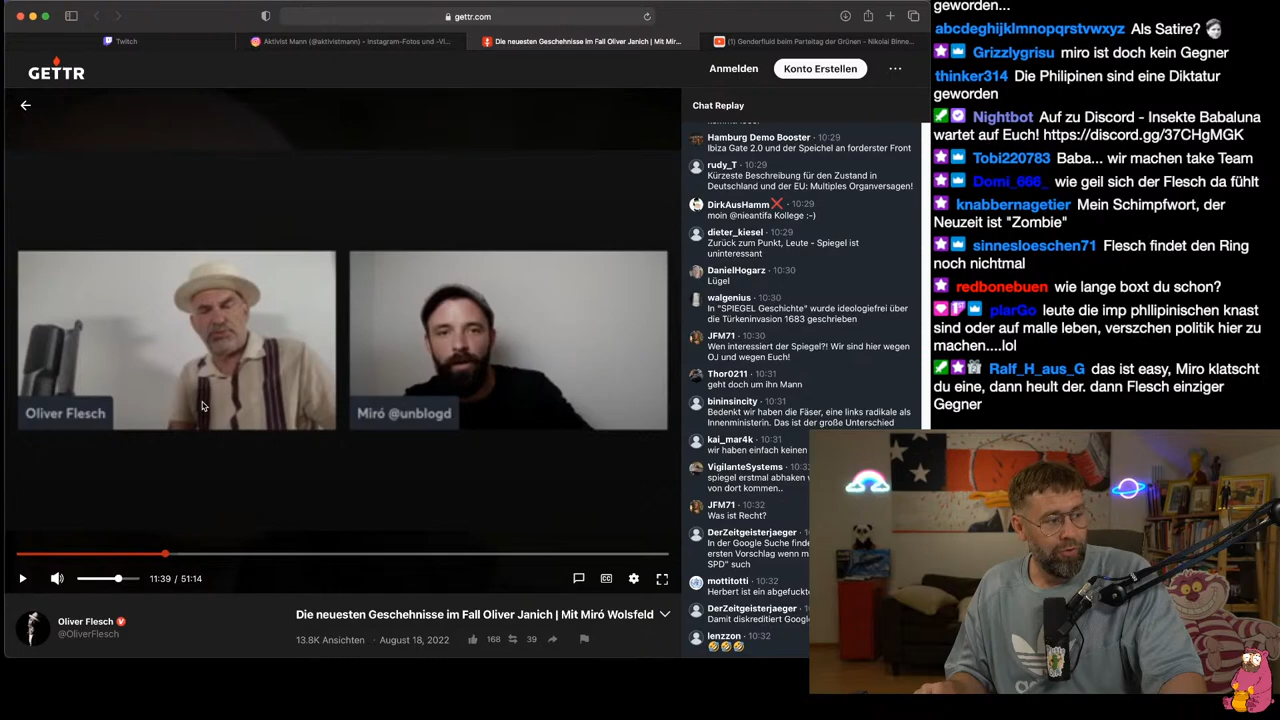 gettr.com
Twitch
Aktivist Mann (@aktivistmann) • Instagram-Fotos und -Vi...
Die neuesten Geschehnisse im Fall Oliver Janich | Mit Mir...
(1) Genderfluid beim Parteitag der Grünen - Nikolai Binne...
GETTR
Anmelden
Konto Erstellen
Chat Replay
Hamburg Demo Booster · 10:29
Ibiza Gate 2.0 und der Speichel an forderster Front
rudy_T · 10:29
Kürzeste Beschreibung für den Zustand in
Deutschland und der EU: Multiples Organversagen!
DirkAusHamm❌ · 10:29
moin @nieantifa Kollege :-)
dieter_kiesel · 10:29
Zurück zum Punkt, Leute - Spiegel ist
uninteressant
DanielHogarz · 10:30
Lügel
walgenius · 10:30
In "SPIEGEL Geschichte" wurde ideologiefrei über
die Türkeninvasion 1683 geschrieben
JFM71 · 10:30
Wen interessiert der Spiegel?! Wir sind hier wegen
OJ und wegen Euch!
Thor0211 · 10:31
geht doch um ihn Mann
bininsincity · 10:31
Bedenkt wir haben die Fäser, eine links radikale als
Innenministerin. Das ist der große Unterschied
kai_mar4k · 10:31
wir haben einfach keinen
VigilanteSystems · 10:3
spiegel erstmal abhaken
von dort kommen..
JFM71 · 10:32
Was ist Recht?
DerZeitgeisterjaeger
In der Google Suche finde
ersten Vorschlag wenn m
SPD" such
mottitotti · 10:32
Herbert ist ein abgefuckt
DerZeitgeisterjaeger
Damit diskreditiert Goog
lenzzon · 10:32
🤣🤣🤣
Oliver Flesch
Miró @unblogd
11:39 / 51:14
Oliver Flesch
@OliverFlesch
Die neuesten Geschehnisse im Fall Oliver Janich | Mit Miró Wolsfeld
13.8K Ansichten · August 18, 2022
168
39
geworden...
abcdeghijklmnopqrstvwxyz Als Satire?
Grizzlygrisu miro ist doch kein Gegner
thinker314 Die Philipinen sind eine Diktatur
geworden
Nightbot Auf zu Discord - Insekte Babaluna
wartet auf Euch! https://discord.gg/37CHgMGK
Tobi220783 Baba... wir machen take Team
Domi_666_ wie geil sich der Flesch da fühlt
knabbernagetier Mein Schimpfwort, der
Neuzeit ist "Zombie"
sinnesloeschen71 Flesch findet den Ring
noch nichtmal
redbonebuen wie lange boxt du schon?
plarGo leute die imp phllipinischen knast
sind oder auf malle leben, verszchen politik hier zu
machen....lol
Ralf_H_aus_G das ist easy, Miro klatscht
du eine, dann heult der. dann Flesch einziger
Gegner